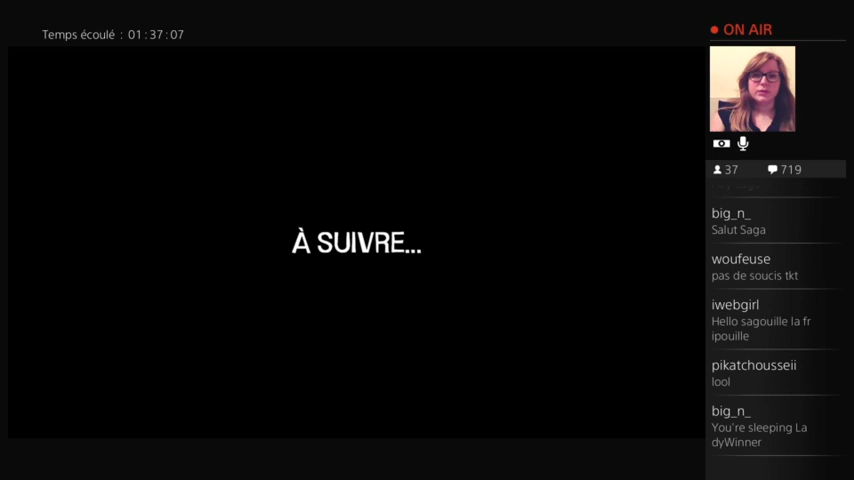 Temps écoulé : 01:37:07
ON AIR
37 719
À SUIVRE...
big_n_
Salut Saga
woufeuse
pas de soucis tkt
iwebgirl
Hello sagouille la fr
ipouille
pikatchousseii
lool
big_n_
You're sleeping La
dyWinner